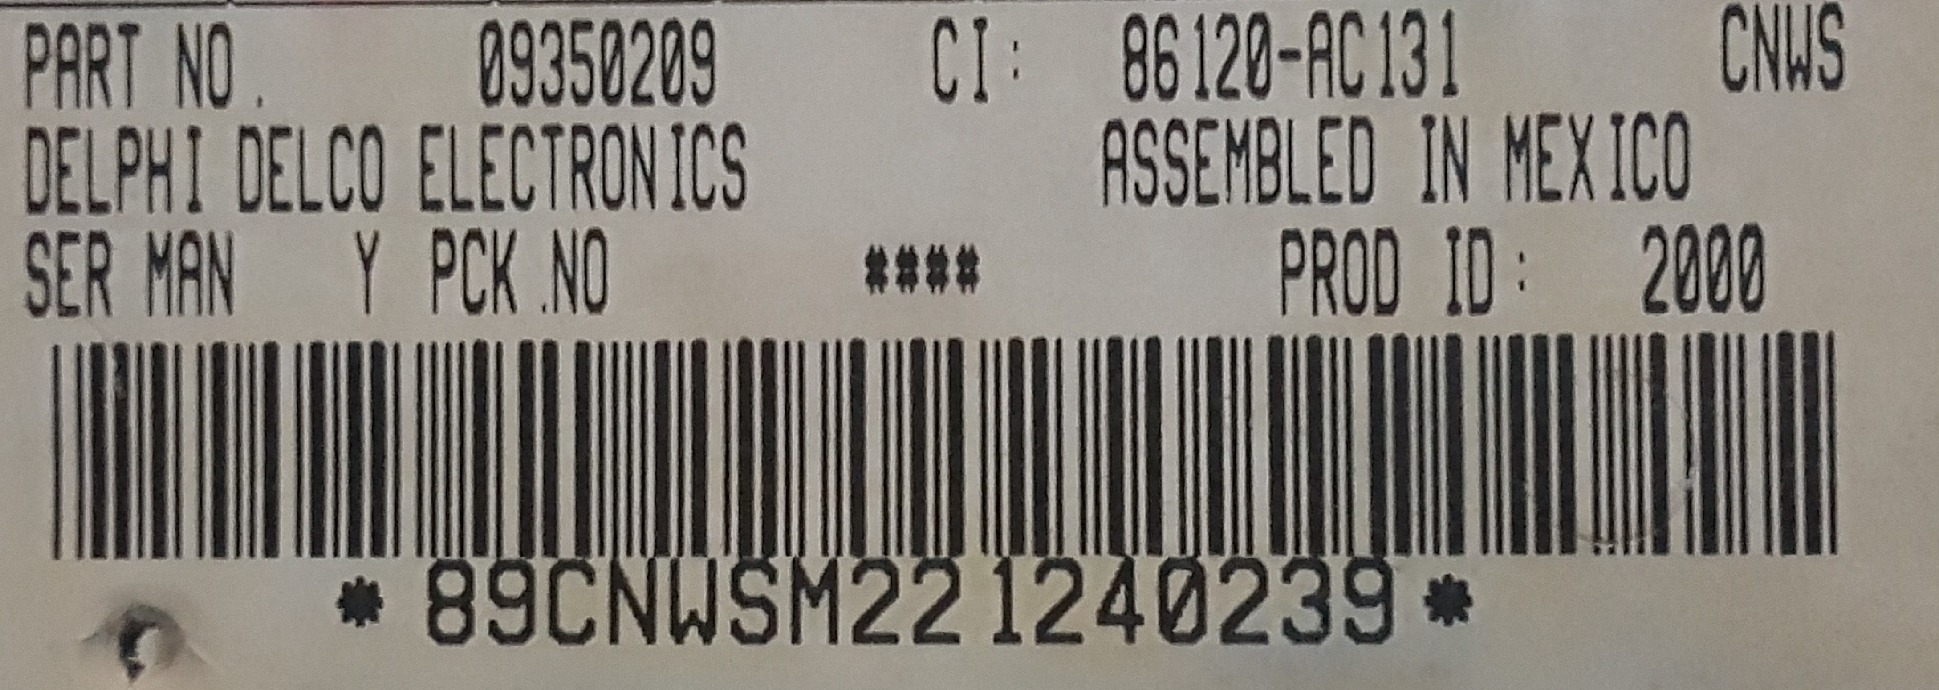 PART NO. 09350209 CI: 86120-AC131 CNWS
DELPHI DELCO ELECTRONICS ASSEMBLED IN MEXICO
SER MAN Y PCK.NO #### PROD ID: 2000
*89CNWSM221240239*